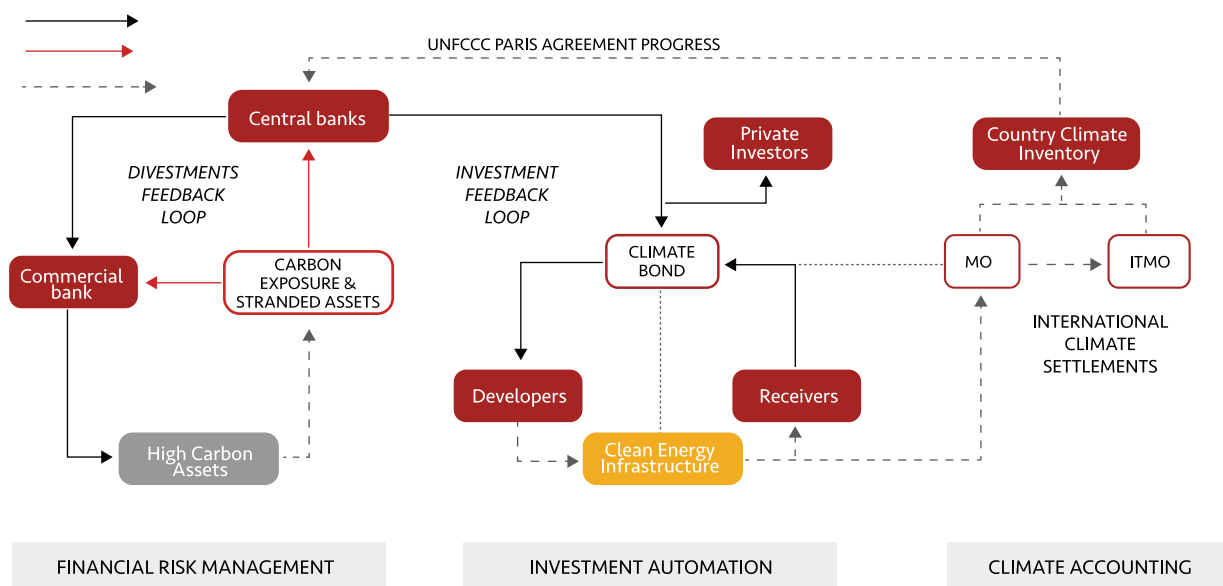 UNFCCC PARIS AGREEMENT PROGRESS
Central banks
Private
Investors
Country Climate
Inventory
DIVESTMENTS
FEEDBACK
LOOP
INVESTMENT
FEEDBACK
LOOP
Commercial
bank
CARBON
EXPOSURE &
STRANDED ASSETS
CLIMATE
BOND
MO
ITMO
INTERNATIONAL
CLIMATE
SETTLEMENTS
Developers
Receivers
High Carbon
Assets
Clean Energy
Infrastructure
FINANCIAL RISK MANAGEMENT
INVESTMENT AUTOMATION
CLIMATE ACCOUNTING